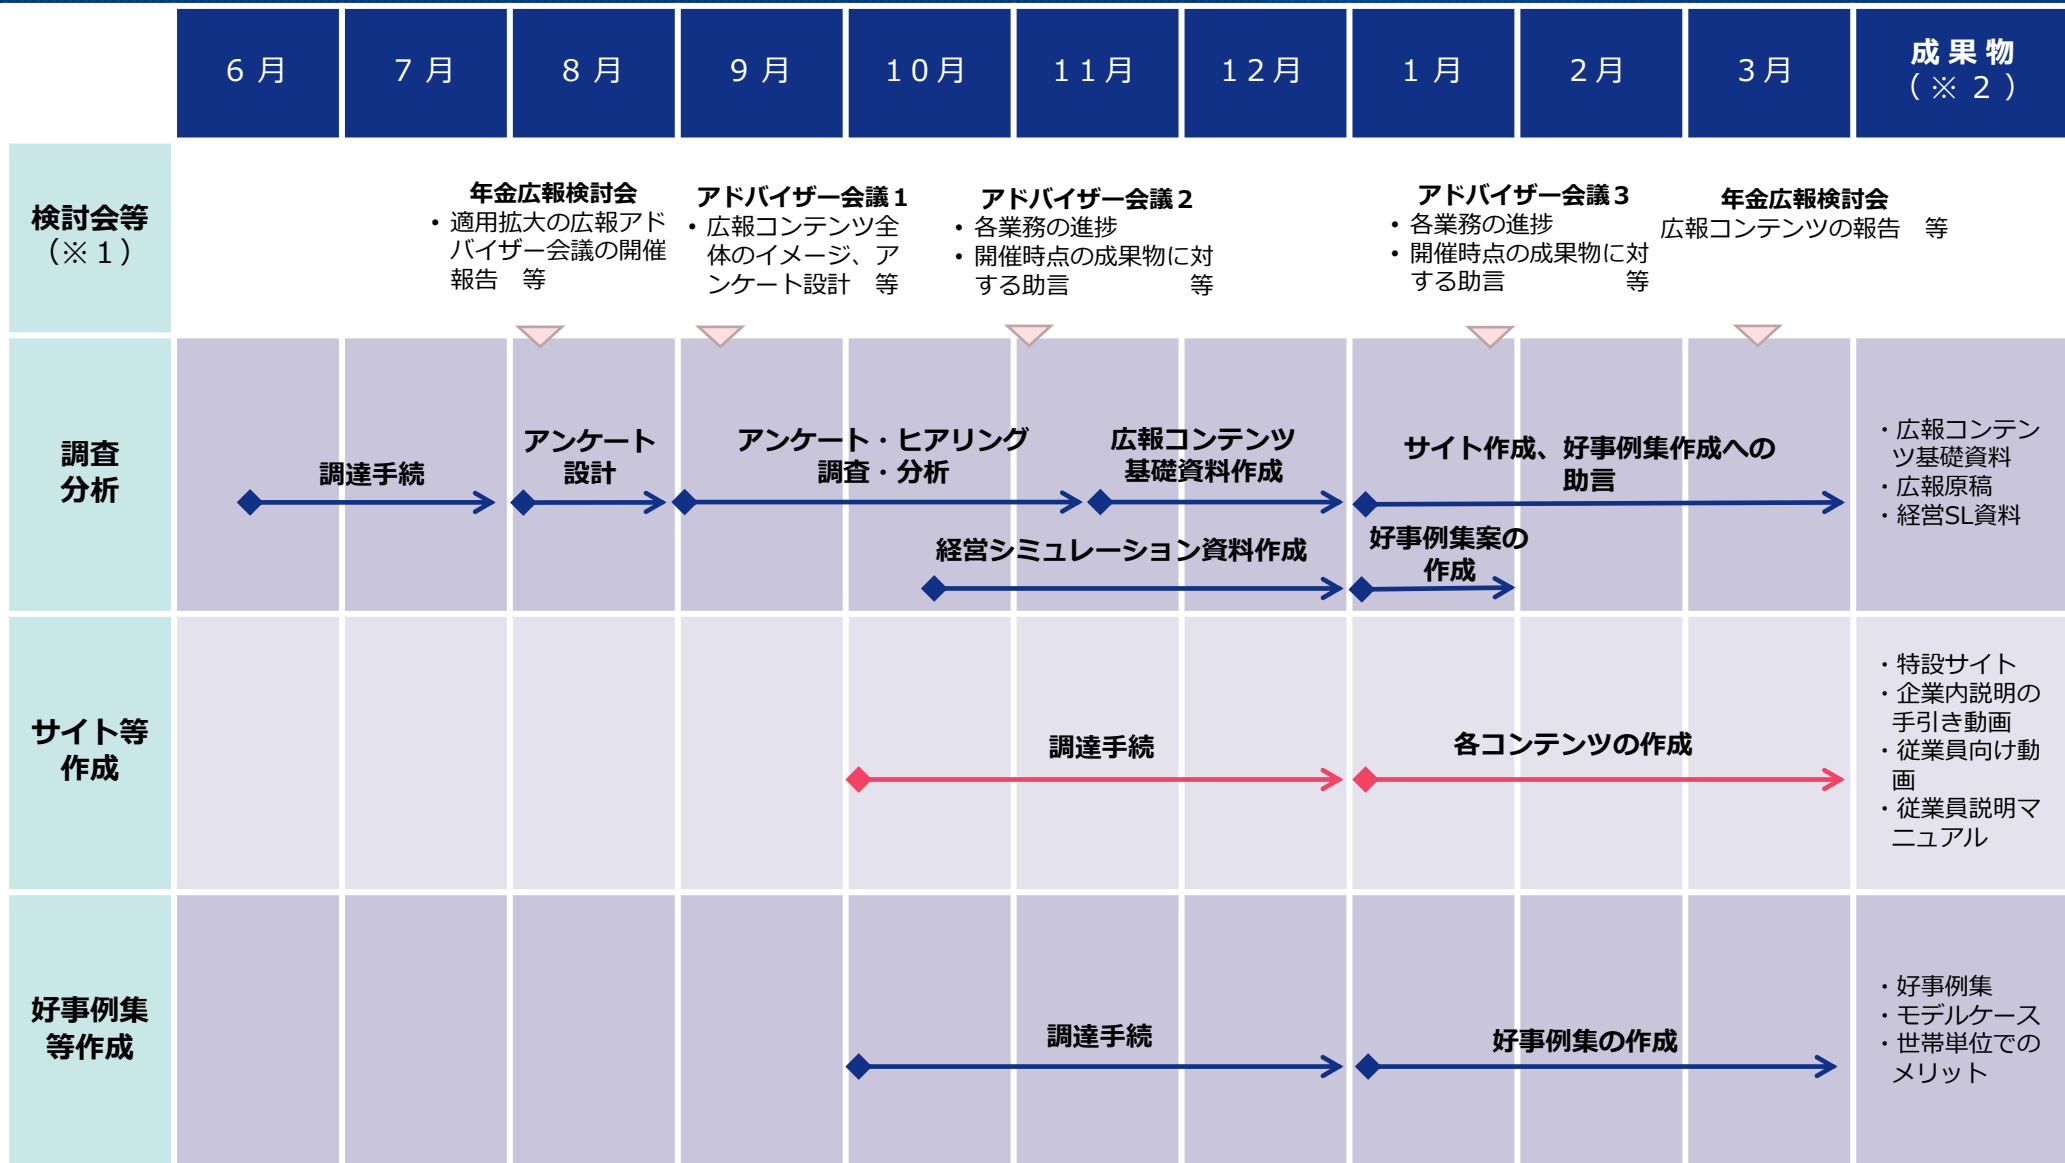 6月
7月
8月
9月
10月
11月
12月
1月
2月
3月
成果物
（※2）
検討会等
（※1）
年金広報検討会
• 適用拡大の広報アド
バイザー会議の開催
報告　等
アドバイザー会議1
• 広報コンテンツ全
体のイメージ、ア
ンケート設計　等
アドバイザー会議2
• 各業務の進捗
• 開催時点の成果物に対
する助言　等
アドバイザー会議3
• 各業務の進捗
• 開催時点の成果物に対
する助言　等
年金広報検討会
広報コンテンツの報告　等
調査
分析
調達手続
アンケート
設計
アンケート・ヒアリング
調査・分析
広報コンテンツ
基礎資料作成
サイト作成、好事例集作成への
助言
経営シミュレーション資料作成
好事例集案の
作成
・広報コンテン
ツ基礎資料
・広報原稿
・経営SL資料
サイト等
作成
調達手続
各コンテンツの作成
・特設サイト
・企業内説明の
手引き動画
・従業員向け動
画
・従業員説明マ
ニュアル
好事例集
等作成
調達手続
好事例集の作成
・好事例集
・モデルケース
・世帯単位での
メリット